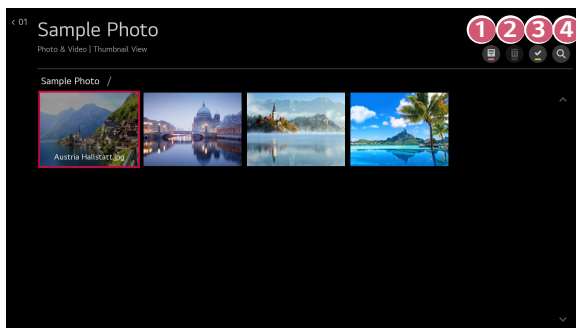 < 01
Sample Photo
Photo & Video | Thumbnail View
1 2 3 4
Sample Photo /
Austria Hallstatt.jpg